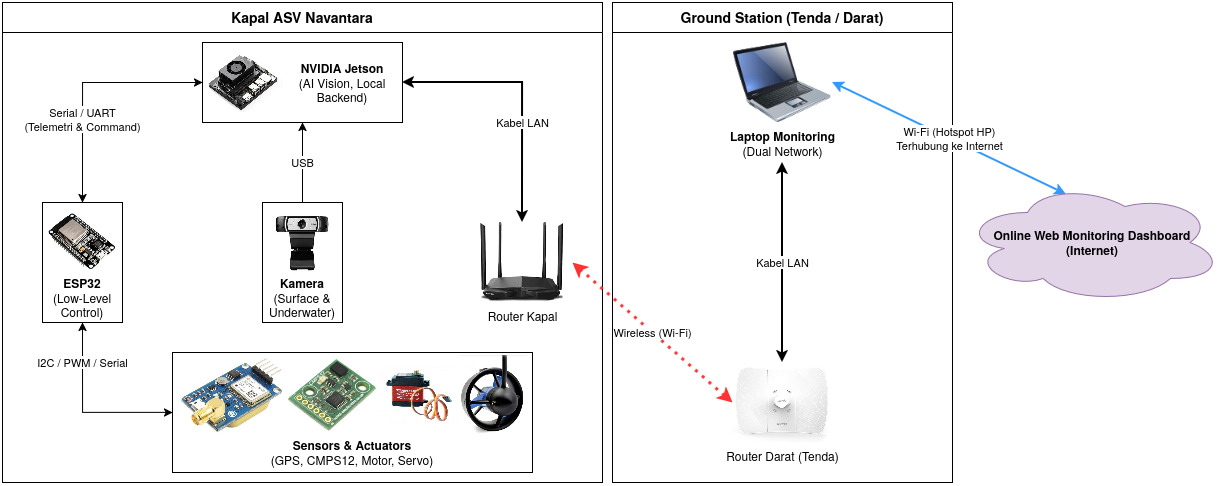 Kapal ASV Navantara
Ground Station (Tenda / Darat)
NVIDIA Jetson
(AI Vision, Local
Backend)
Serial / UART
(Telemetri & Command)
USB
Kabel LAN
ESP32
(Low-Level
Control)
Kamera
(Surface &
Underwater)
Router Kapal
I2C / PWM / Serial
Sensors & Actuators
(GPS, CMPS12, Motor, Servo)
Wireless (Wi-Fi)
Laptop Monitoring
(Dual Network)
Kabel LAN
Router Darat (Tenda)
Wi-Fi (Hotspot HP)
Terhubung ke Internet
Online Web Monitoring Dashboard
(Internet)